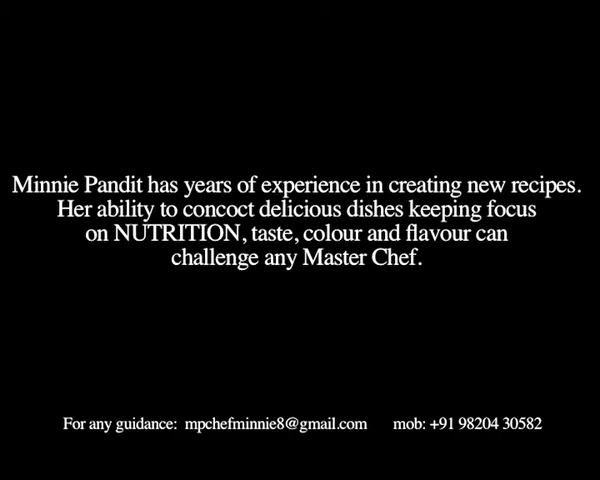 Minnie Pandit has years of experience in creating new recipes.
Her ability to concoct delicious dishes keeping focus
on NUTRITION, taste, colour and flavour can
challenge any Master Chef.
For any guidance: mpchefminnie8@gmail.com mob: +91 98204 30582